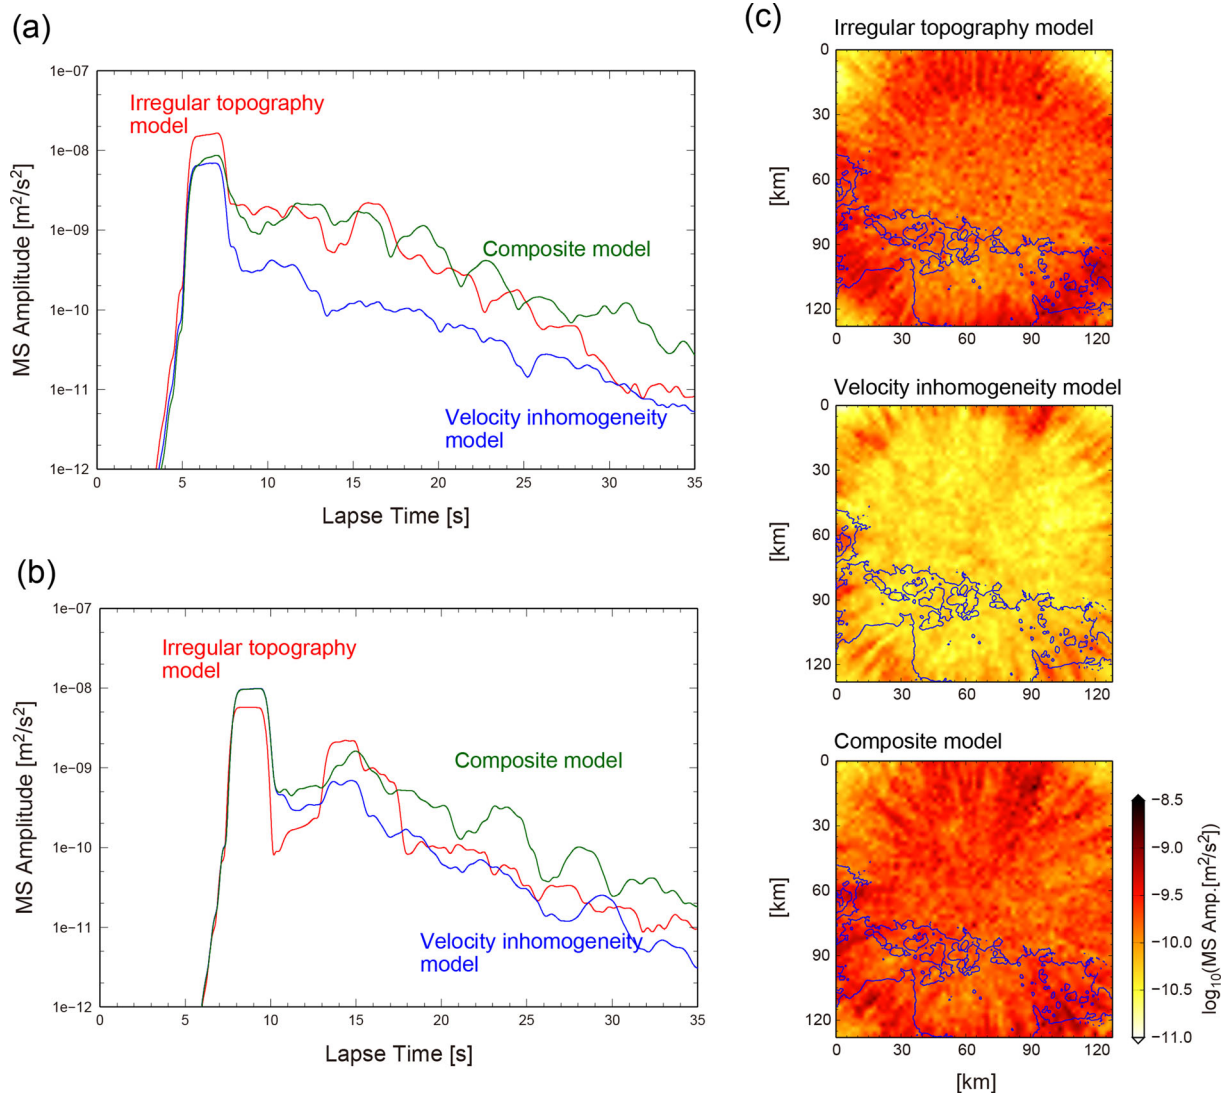 (a)
1e−07
1e−08
1e−09
1e−10
1e−11
1e−12
MS Amplitude [m²/s²]
Irregular topography
model
Composite model
Velocity inhomogeneity
model
0 5 10 15 20 25 30 35
Lapse Time [s]
(b)
1e−07
1e−08
1e−09
1e−10
1e−11
1e−12
MS Amplitude [m²/s²]
Irregular topography
model
Composite model
Velocity inhomogeneity
model
0 5 10 15 20 25 30 35
Lapse Time [s]
(c)
Irregular topography model
0
30
60
90
120
[km]
0 30 60 90 120
Velocity inhomogeneity model
0
30
60
90
120
[km]
0 30 60 90 120
Composite model
0
30
60
90
120
[km]
0 30 60 90 120
[km]
−8.5
−9.0
−9.5
−10.0
−10.5
−11.0
log₁₀(MS Amp.[m²/s²])